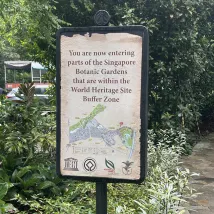 You are now entering
parts of the Singapore
Botanic Gardens
that are within the
World Heritage Site
Buffer Zone